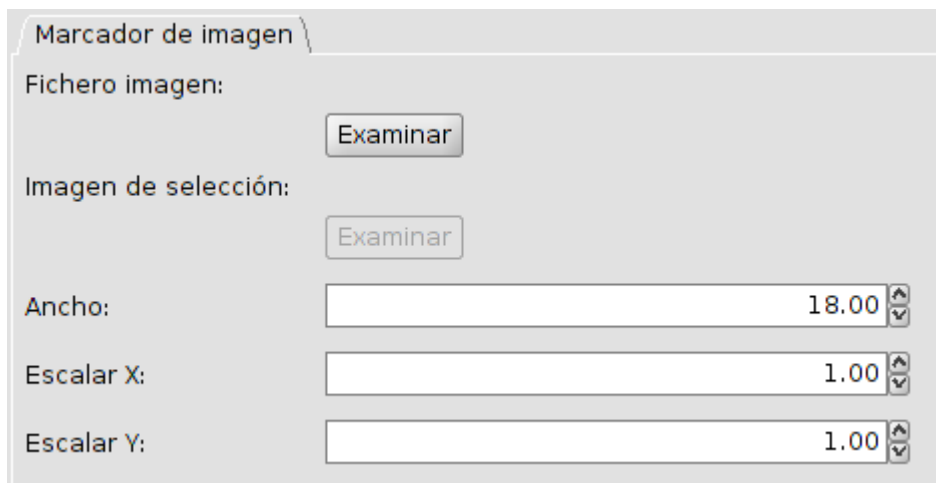 Marcador de imagen
Fichero imagen:
Examinar
Imagen de selección:
Examinar
Ancho: 18.00
Escalar X: 1.00
Escalar Y: 1.00